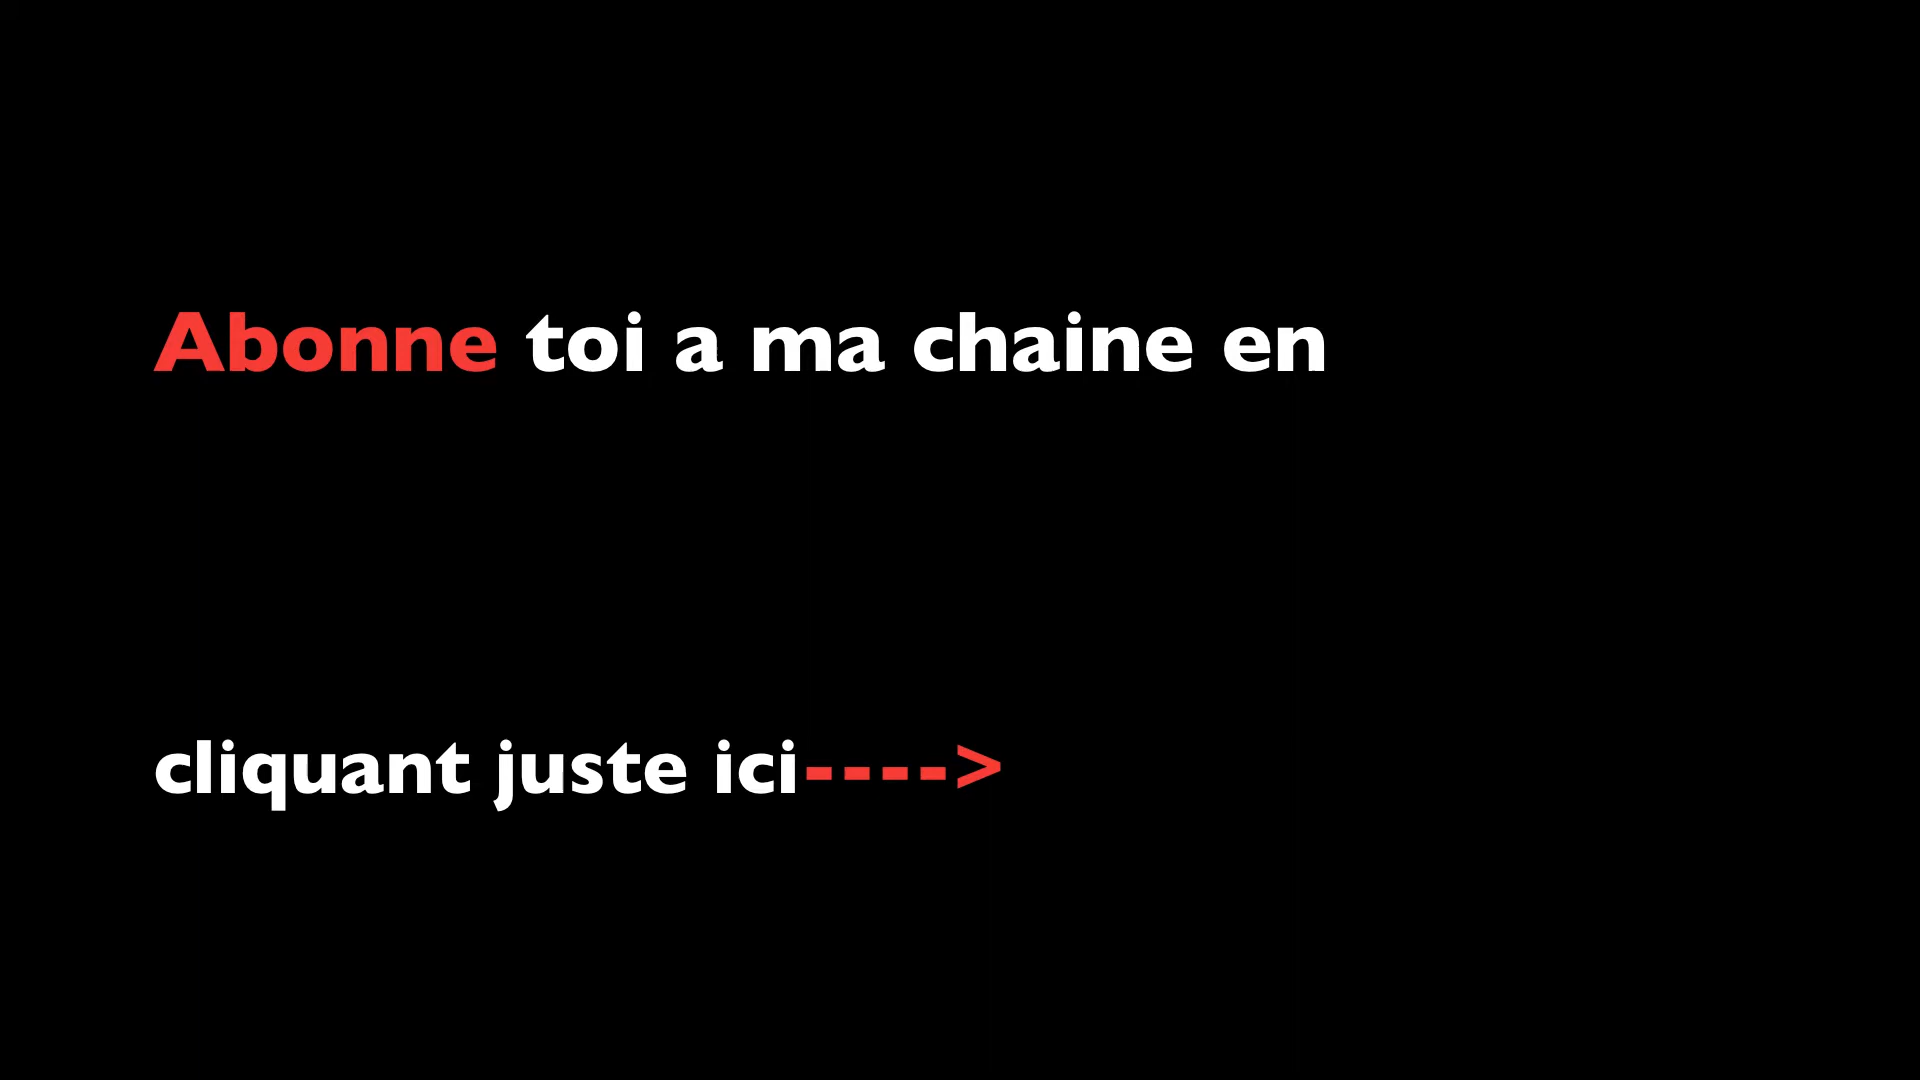 Abonne toi a ma chaine en
cliquant juste ici---->